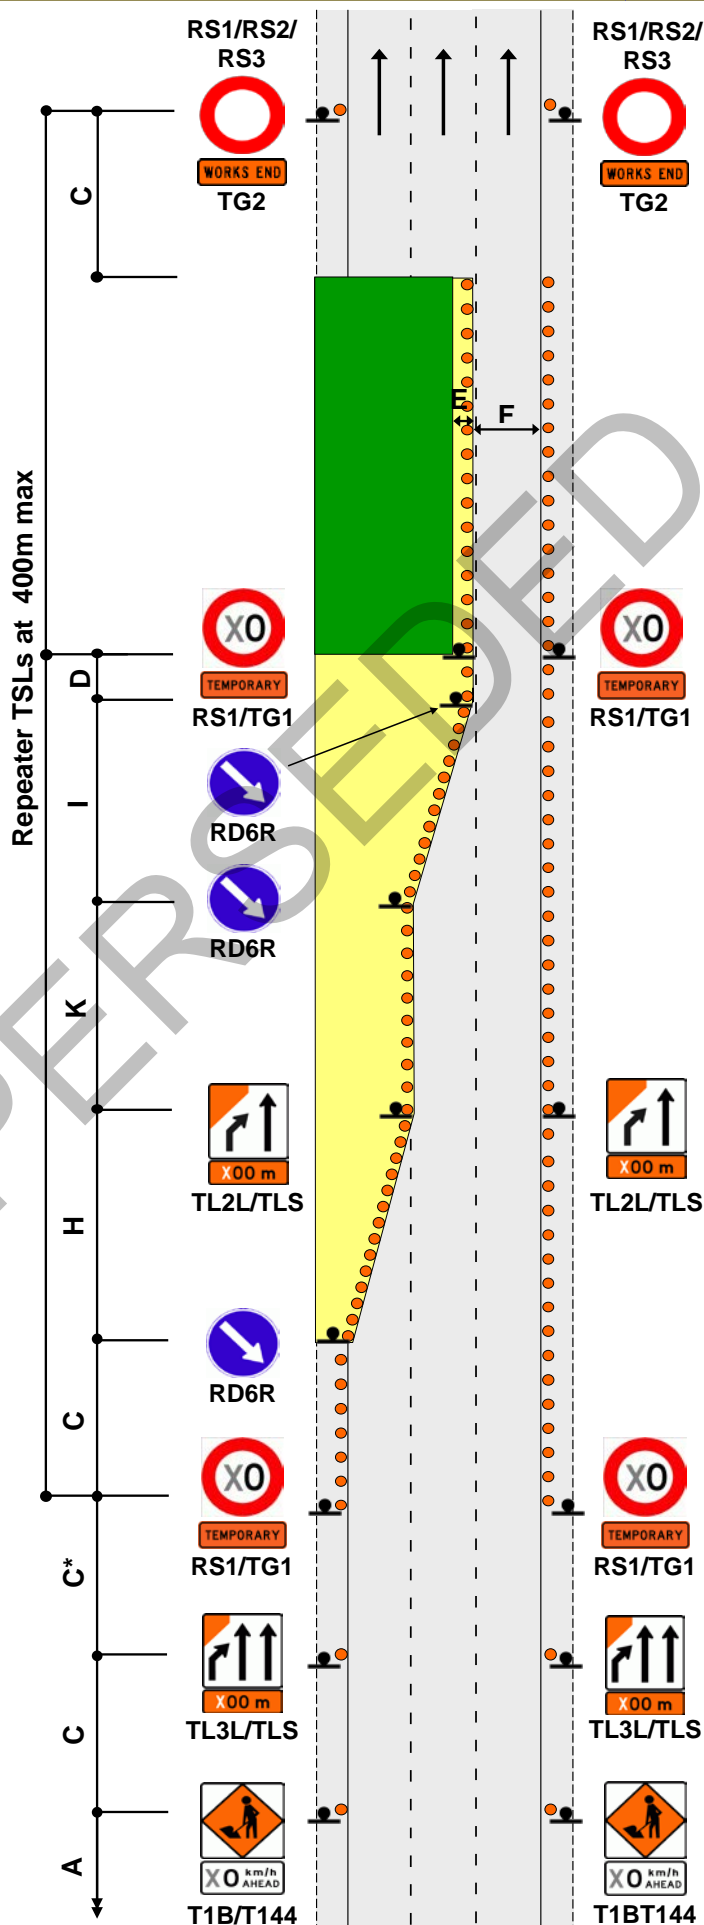 RS1/RS2/
RS3
WORKS END
TG2
RS1/RS2/
RS3
WORKS END
TG2
C
E
F
Repeater TSLs at 400m max
X0
TEMPORARY
RS1/TG1
X0
TEMPORARY
RS1/TG1
D
I
RD6R
RD6R
K
X00 m
TL2L/TLS
X00 m
TL2L/TLS
H
RD6R
C
X0
TEMPORARY
RS1/TG1
X0
TEMPORARY
RS1/TG1
C*
X00 m
TL3L/TLS
X00 m
TL3L/TLS
C
X0 km/h
AHEAD
T1B/T144
X0 km/h
AHEAD
T1BT144
A
PERSEDED